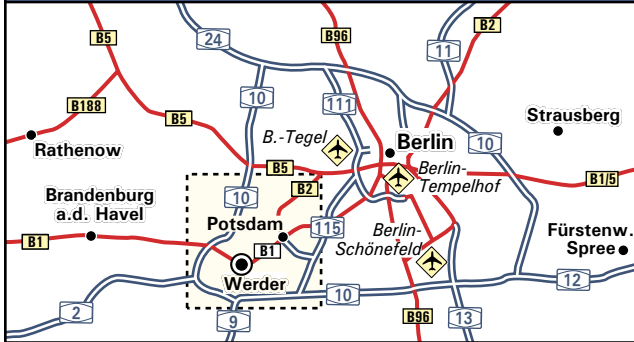 B5
24
B96
B2
11
B188
10
111
B5
B.-Tegel
Berlin
10
Strausberg
Rathenow
B5
Berlin-
Tempelhof
B1/5
Brandenburg
a.d. Havel
10
B2
Potsdam
115
Berlin-
Schönefeld
Fürstenw.
Spree
B1
B1
Werder
2
9
10
B96
13
12